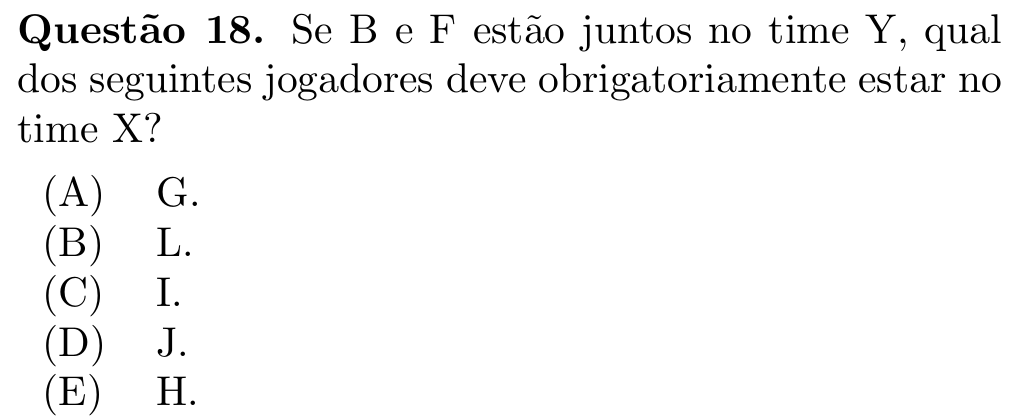 Questão 18. Se B e F estão juntos no time Y, qual
dos seguintes jogadores deve obrigatoriamente estar no
time X?
(A) G.
(B) L.
(C) I.
(D) J.
(E) H.